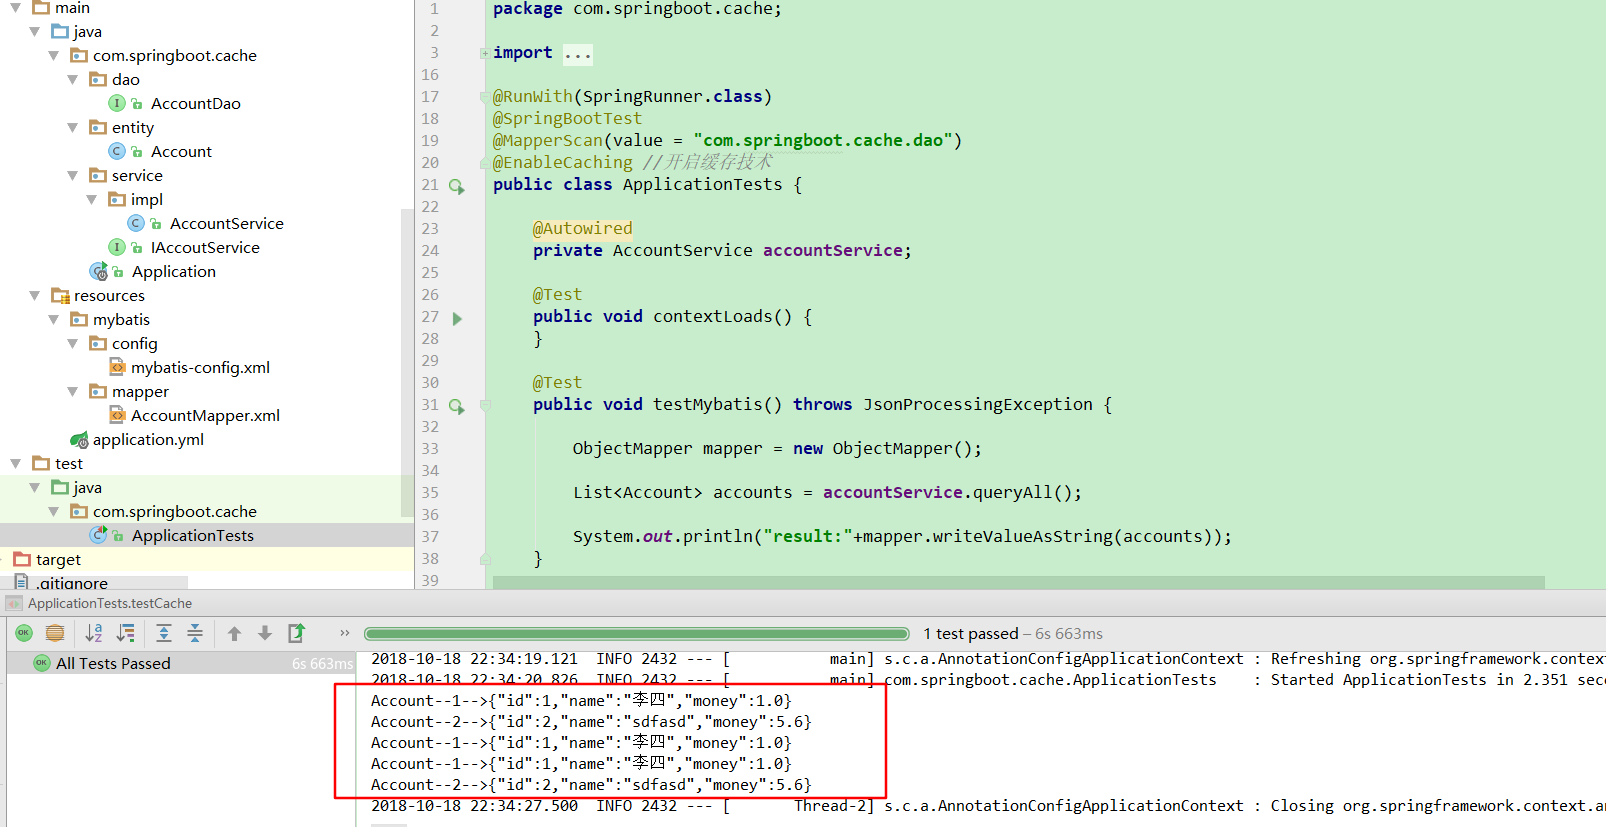 main
java
com.springboot.cache
dao
AccountDao
entity
Account
service
impl
AccountService
IAccoutService
Application
resources
mybatis
config
mybatis-config.xml
mapper
AccountMapper.xml
application.yml
test
java
com.springboot.cache
ApplicationTests
target
.gitignore
1 package com.springboot.cache;
2
3 import ...
16
17 @RunWith(SpringRunner.class)
18 @SpringBootTest
19 @MapperScan(value = "com.springboot.cache.dao")
20 @EnableCaching //开启缓存技术
21 public class ApplicationTests {
22
23 @Autowired
24 private AccountService accountService;
25
26 @Test
27 public void contextLoads() {
28 }
29
30 @Test
31 public void testMybatis() throws JsonProcessingException {
32
33 ObjectMapper mapper = new ObjectMapper();
34
35 List<Account> accounts = accountService.queryAll();
36
37 System.out.println("result:"+mapper.writeValueAsString(accounts));
38 }
39
ApplicationTests.testCache
1 test passed – 6s 663ms
All Tests Passed 6s 663ms
2018-10-18 22:34:19.121 INFO 2432 --- [ main] s.c.a.AnnotationConfigApplicationContext : Refreshing org.springframework.context
2018-10-18 22:34:20.826 INFO 2432 --- [ main] com.springboot.cache.ApplicationTests : Started ApplicationTests in 2.351 seco
Account--1-->{"id":1,"name":"李四","money":1.0}
Account--2-->{"id":2,"name":"sdfasd","money":5.6}
Account--1-->{"id":1,"name":"李四","money":1.0}
Account--1-->{"id":1,"name":"李四","money":1.0}
Account--2-->{"id":2,"name":"sdfasd","money":5.6}
2018-10-18 22:34:27.500 INFO 2432 --- [ Thread-2] s.c.a.AnnotationConfigApplicationContext : Closing org.springframework.context.an